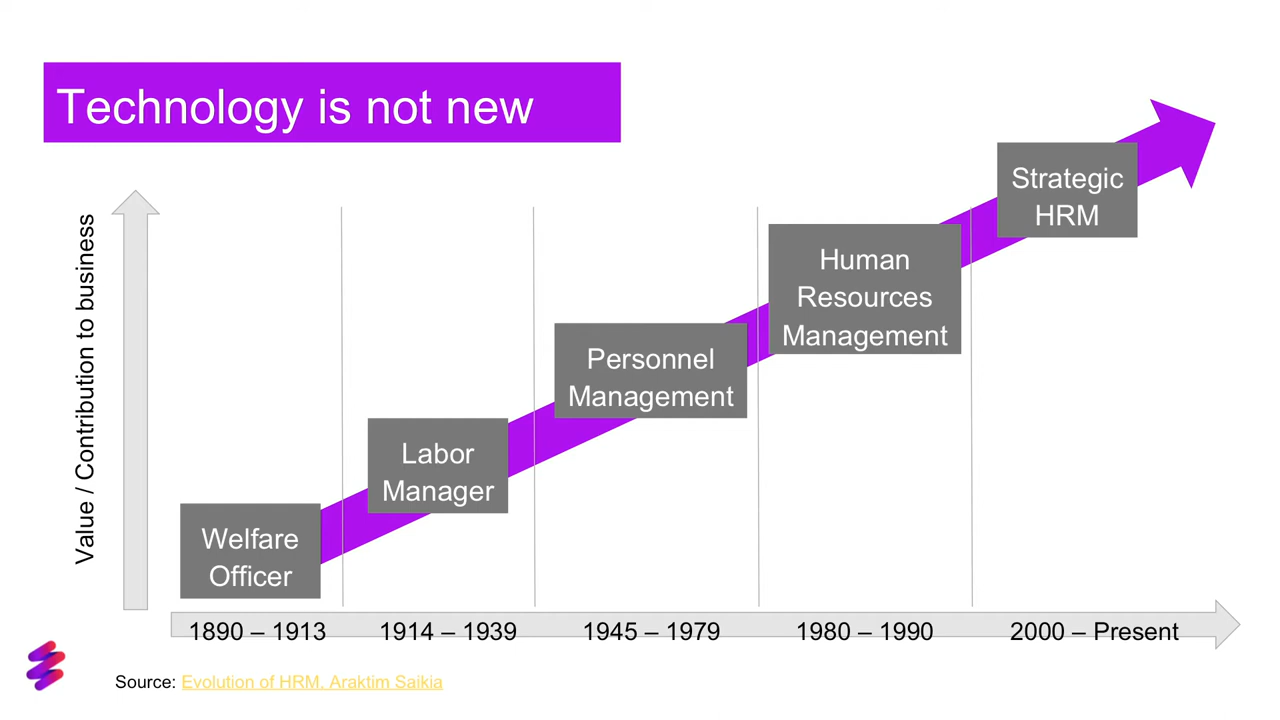 Technology is not new
Value / Contribution to business
Strategic
HRM
Human
Resources
Management
Personnel
Management
Labor
Manager
Welfare
Officer
1890 – 1913
1914 – 1939
1945 – 1979
1980 – 1990
2000 – Present
Source: Evolution of HRM. Araktim Saikia